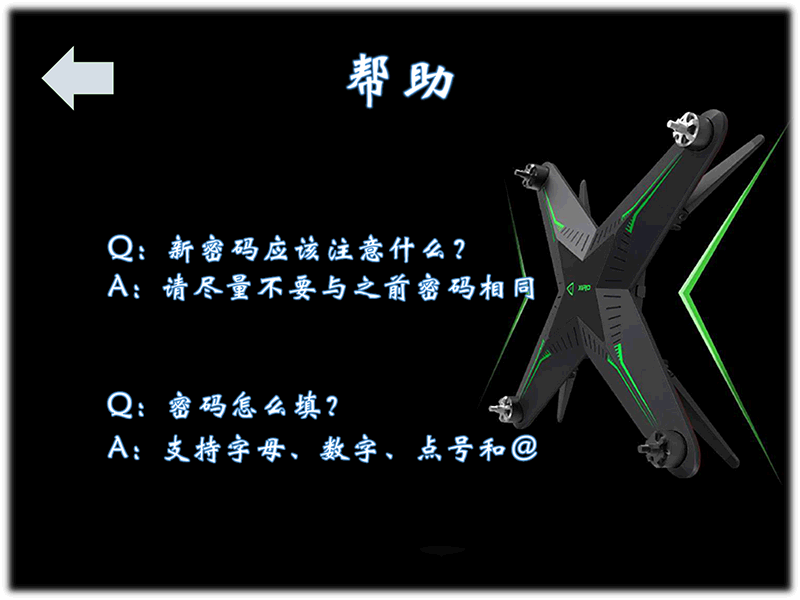 帮助
Q：新密码应该注意什么？
A：请尽量不要与之前密码相同
Q：密码怎么填？
A：支持字母、数字、点号和@